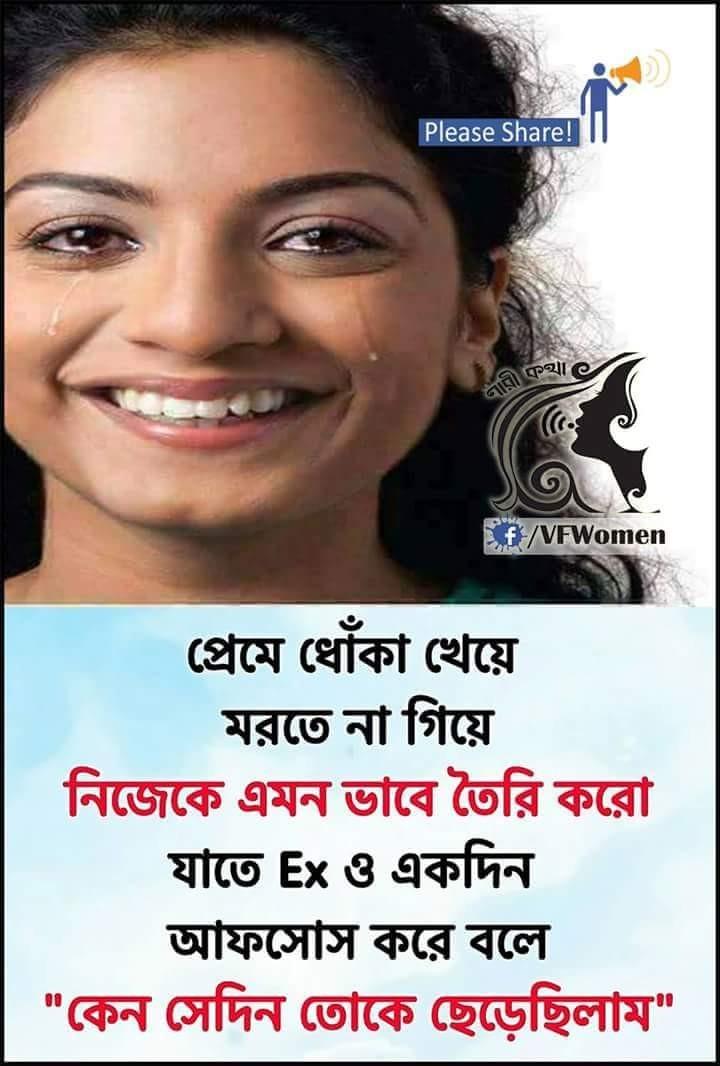 Please Share!
নারী কথা
f/VFWomen
প্রেমে ধোঁকা খেয়ে
মরতে না গিয়ে
নিজেকে এমন ভাবে তৈরি করো
যাতে Ex ও একদিন
আফসোস করে বলে
"কেন সেদিন তোকে ছেড়েছিলাম"